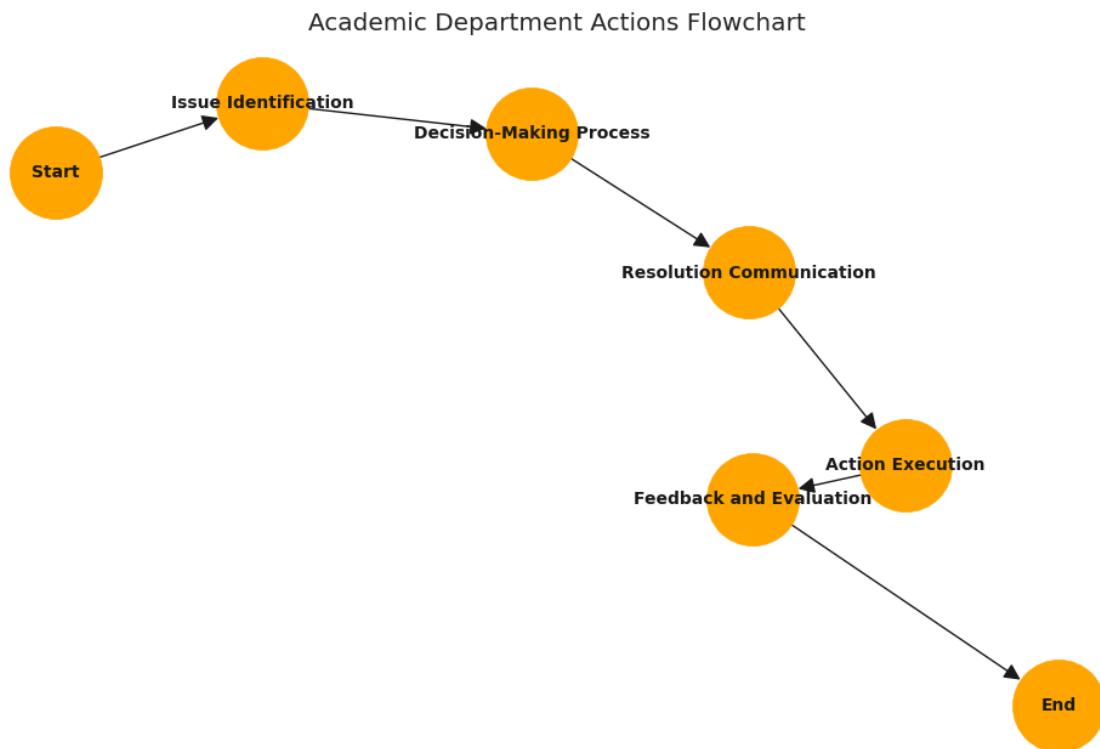 Academic Department Actions Flowchart
Start
Issue Identification
Decision-Making Process
Resolution Communication
Action Execution
Feedback and Evaluation
End